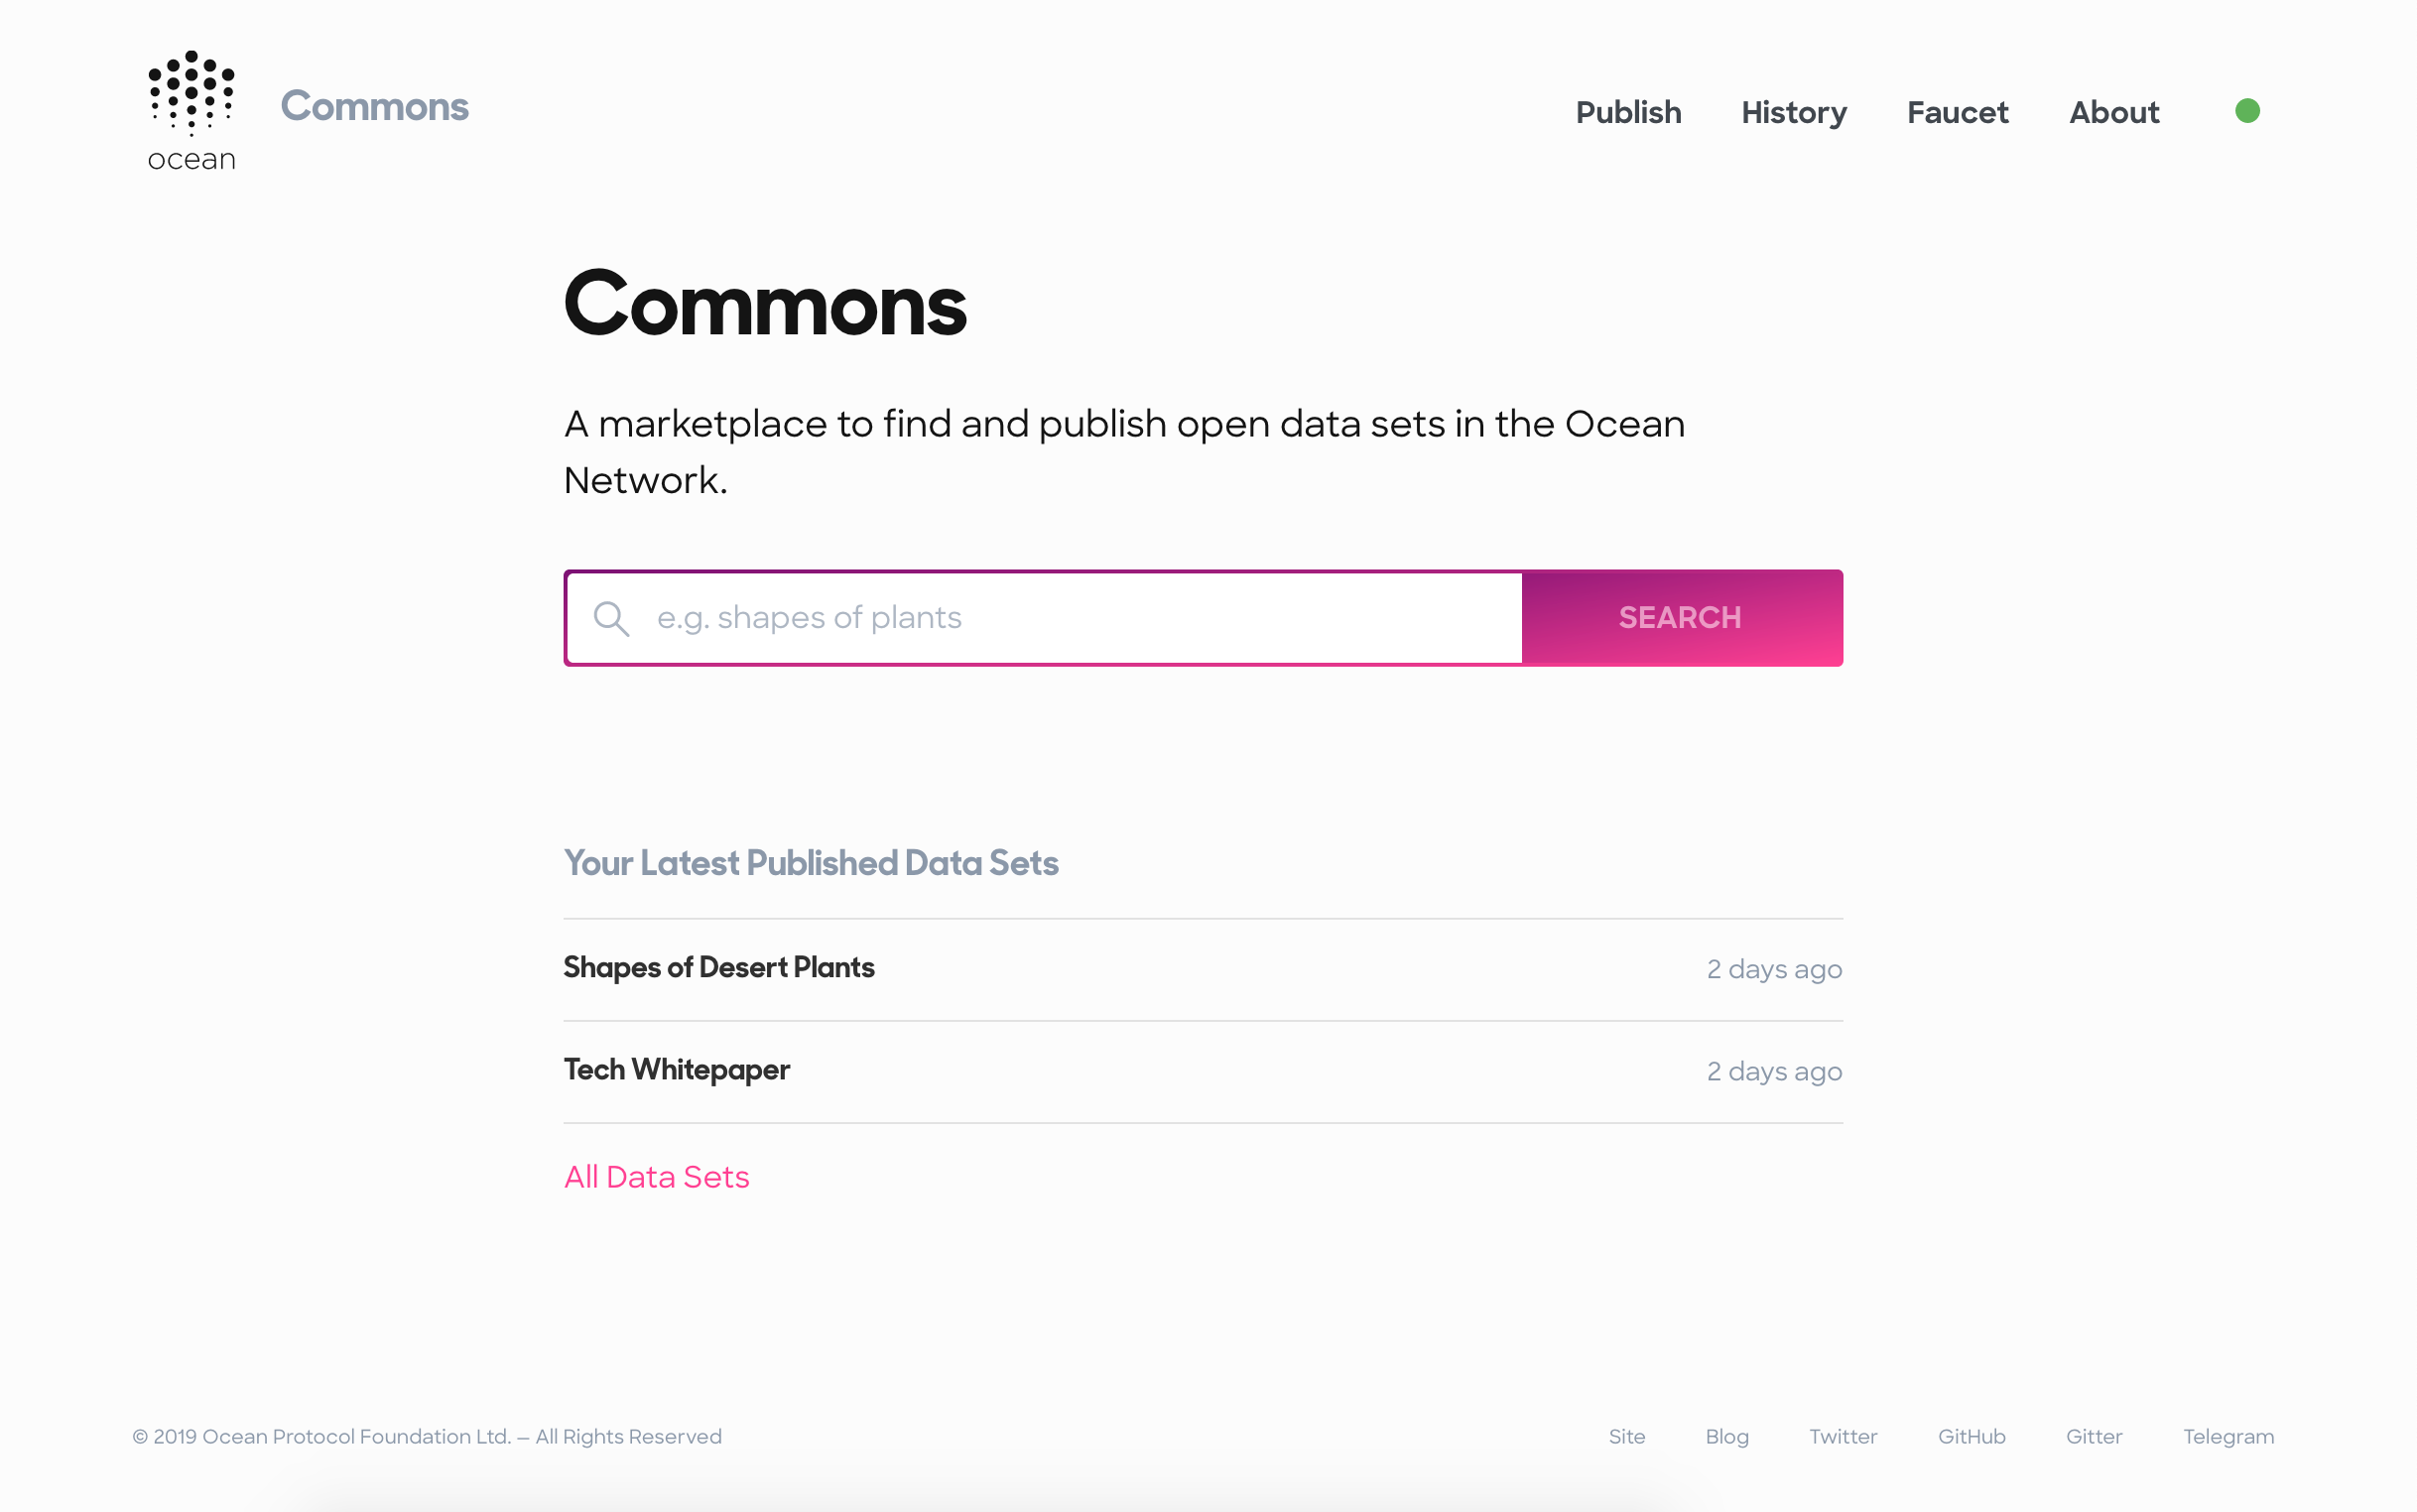 ocean
Commons
Publish
History
Faucet
About
Commons
A marketplace to find and publish open data sets in the Ocean
Network.
e.g. shapes of plants
SEARCH
Your Latest Published Data Sets
Shapes of Desert Plants
2 days ago
Tech Whitepaper
2 days ago
All Data Sets
© 2019 Ocean Protocol Foundation Ltd. — All Rights Reserved
Site
Blog
Twitter
GitHub
Gitter
Telegram